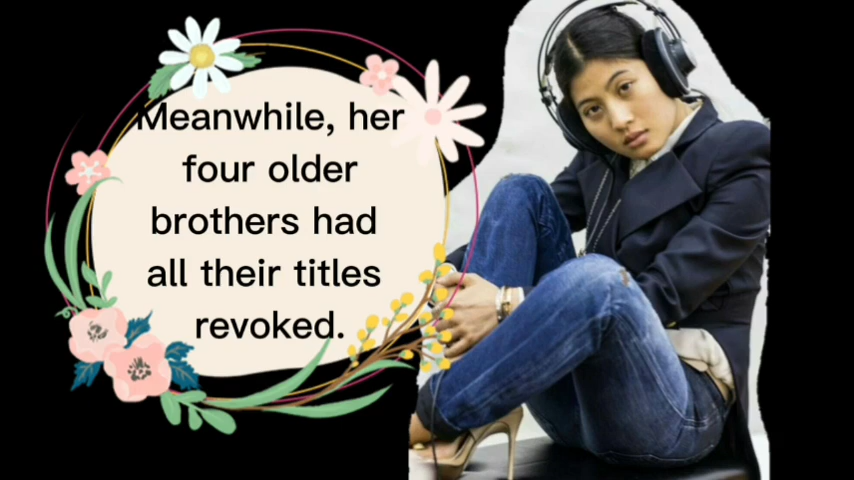 Meanwhile, her
four older
brothers had
all their titles
revoked.